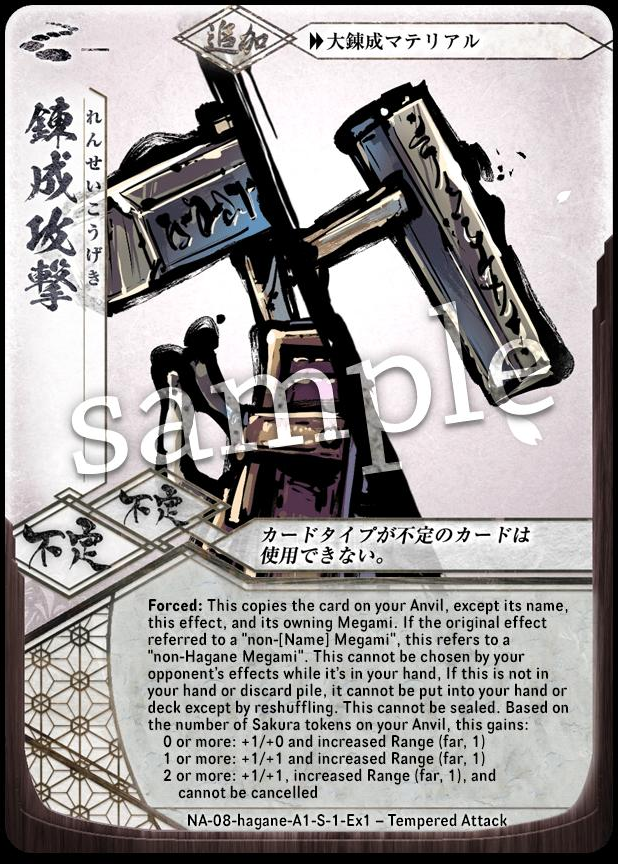 追加
▶▶大錬成マテリアル
錬成攻撃
れんせいこうげき
sample
不定
不定
カードタイプが不定のカードは
使用できない。
Forced: This copies the card on your Anvil, except its name,
this effect, and its owning Megami. If the original effect
referred to a "non-[Name] Megami", this refers to a
"non-Hagane Megami". This cannot be chosen by your
opponent's effects while it's in your hand, If this is not in
your hand or discard pile, it cannot be put into your hand or
deck except by reshuffling. This cannot be sealed. Based on
the number of Sakura tokens on your Anvil, this gains:
0 or more: +1/+0 and increased Range (far, 1)
1 or more: +1/+1 and increased Range (far, 1)
2 or more: +1/+1, increased Range (far, 1), and
cannot be cancelled
NA-08-hagane-A1-S-1-Ex1 – Tempered Attack